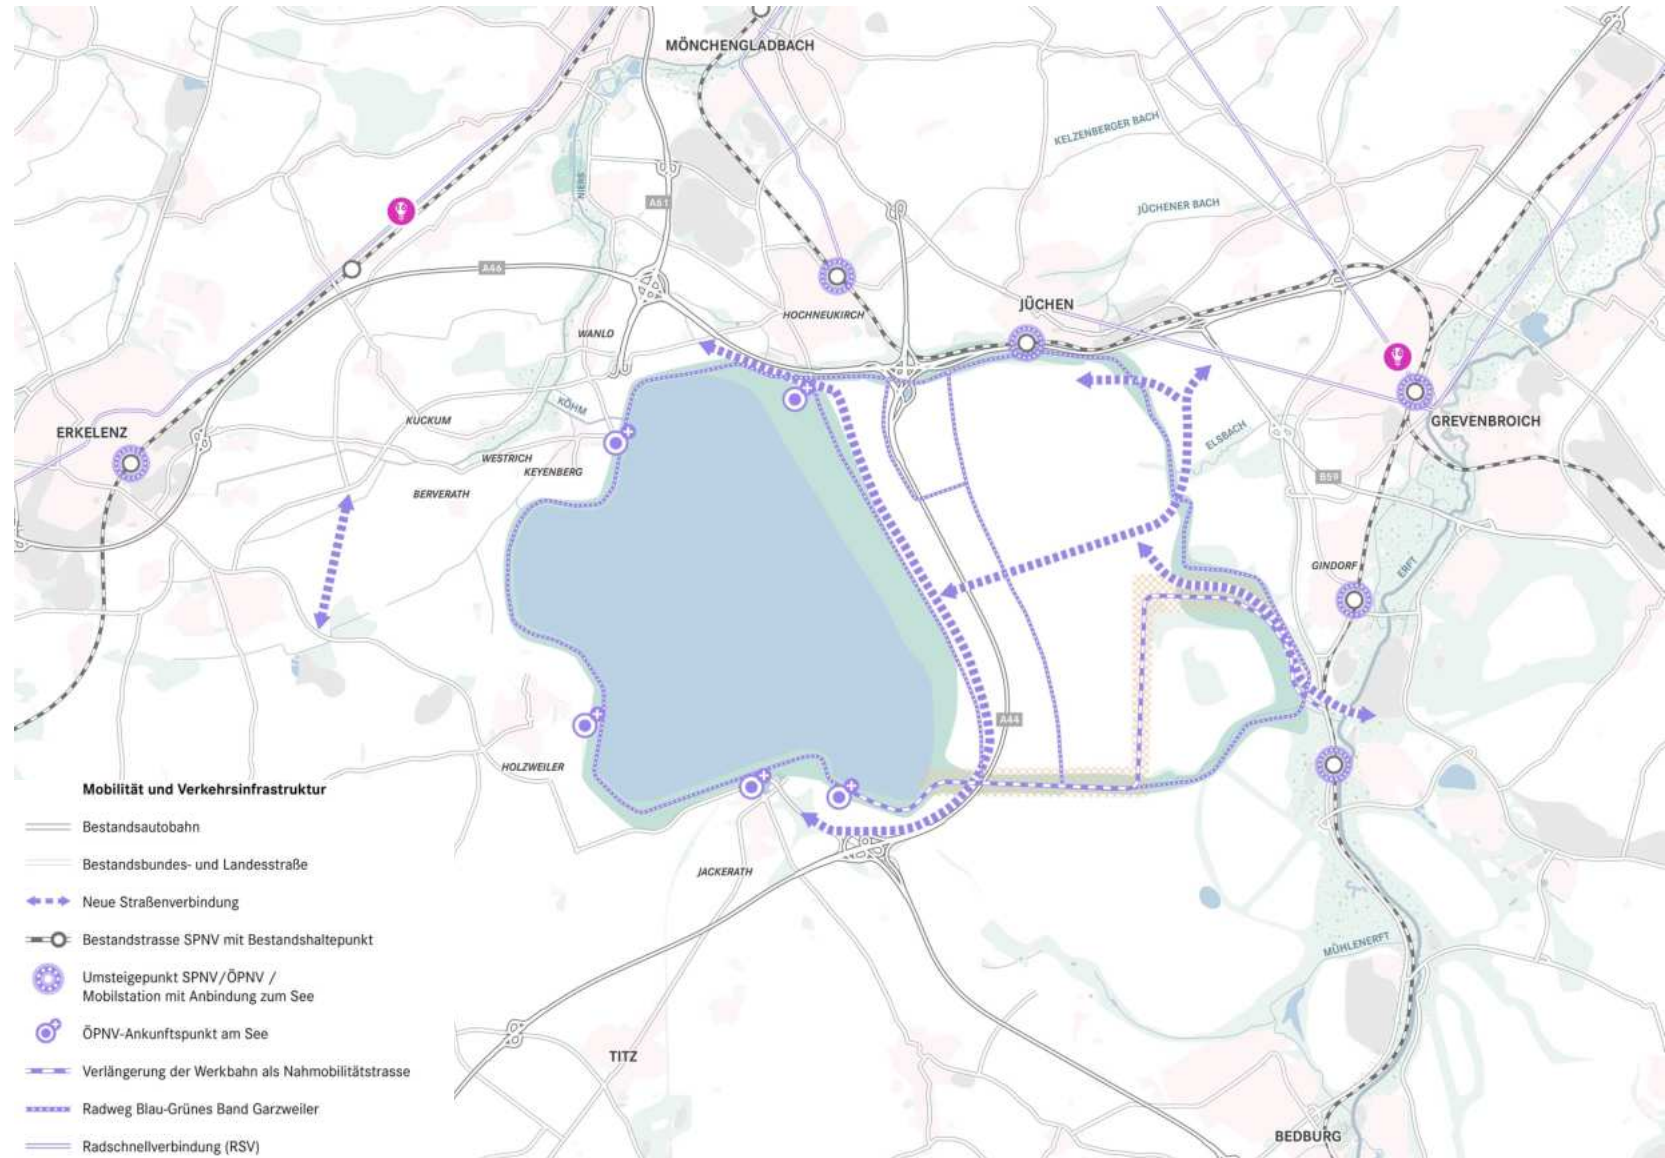 MÖNCHENGLADBACH
KELZENBERGER BACH
NIERS
A61
JÜCHENER BACH
A46
JÜCHEN
HOCHNEUKIRCH
WANLO
KÖHM
KUCKUM
ERKELENZ
WESTRICH
KEYENBERG
BERVERATH
ELSBACH
GREVENBROICH
B59
GINDORF
ERFT
A44
HOLZWEILER
JACKERATH
MÜHLENERFT
TITZ
BEDBURG
Mobilität und Verkehrsinfrastruktur
Bestandsautobahn
Bestandsbundes- und Landesstraße
Neue Straßenverbindung
Bestandstrasse SPNV mit Bestandshaltepunkt
Umsteigepunkt SPNV/ÖPNV /
Mobilstation mit Anbindung zum See
ÖPNV-Ankunftspunkt am See
Verlängerung der Werkbahn als Nahmobilitätstrasse
Radweg Blau-Grünes Band Garzweiler
Radschnellverbindung (RSV)